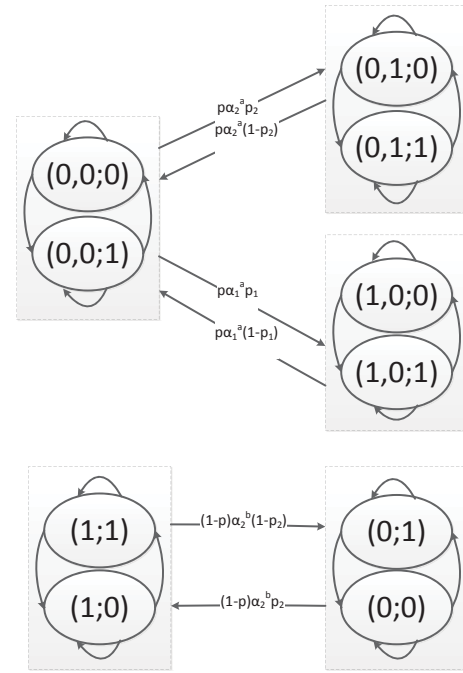 (0,1;0)
pα₂ᵃp₂
pα₂ᵃ(1-p₂)
(0,1;1)
(0,0;0)
(0,0;1)
pα₁ᵃp₁
pα₁ᵃ(1-p₁)
(1,0;0)
(1,0;1)
(1;1)
(1-p)α₂ᵇ(1-p₂)
(0;1)
(1;0)
(1-p)α₂ᵇp₂
(0;0)